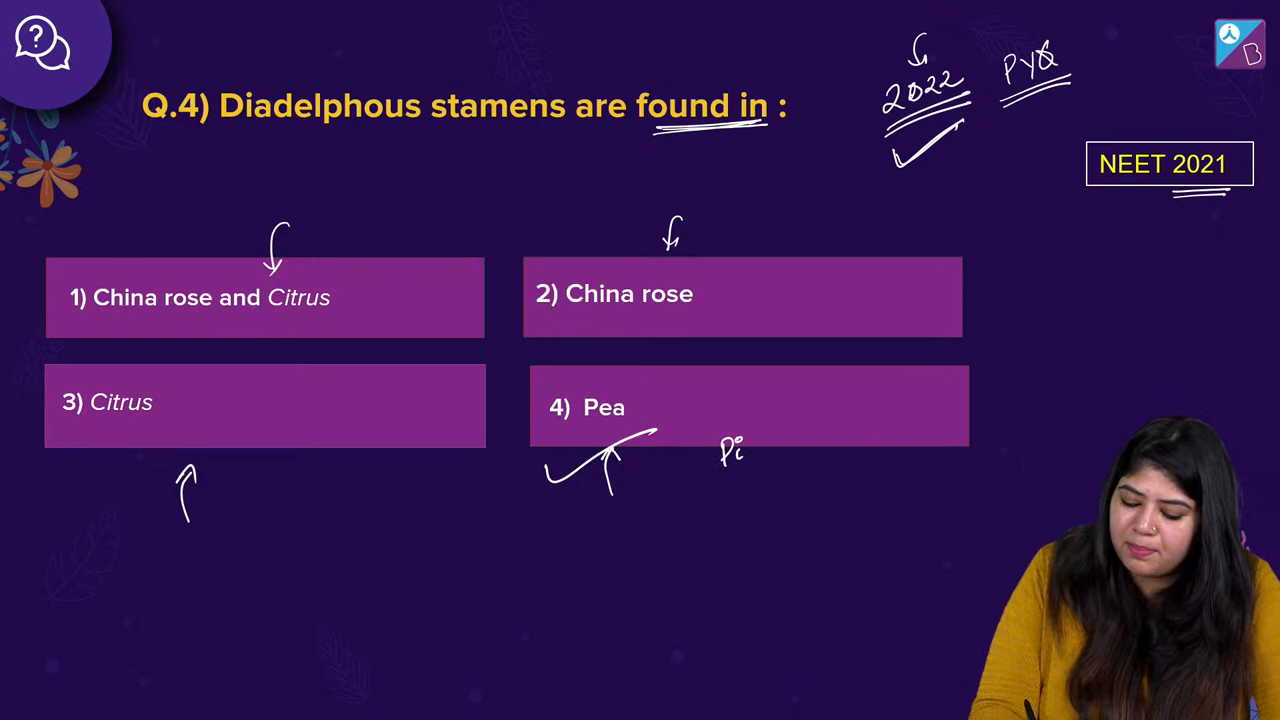 2022 PYQ
B
Q.4) Diadelphous stamens are found in :
NEET 2021
1) China rose and Citrus
2) China rose
3) Citrus
4) Pea
Pi